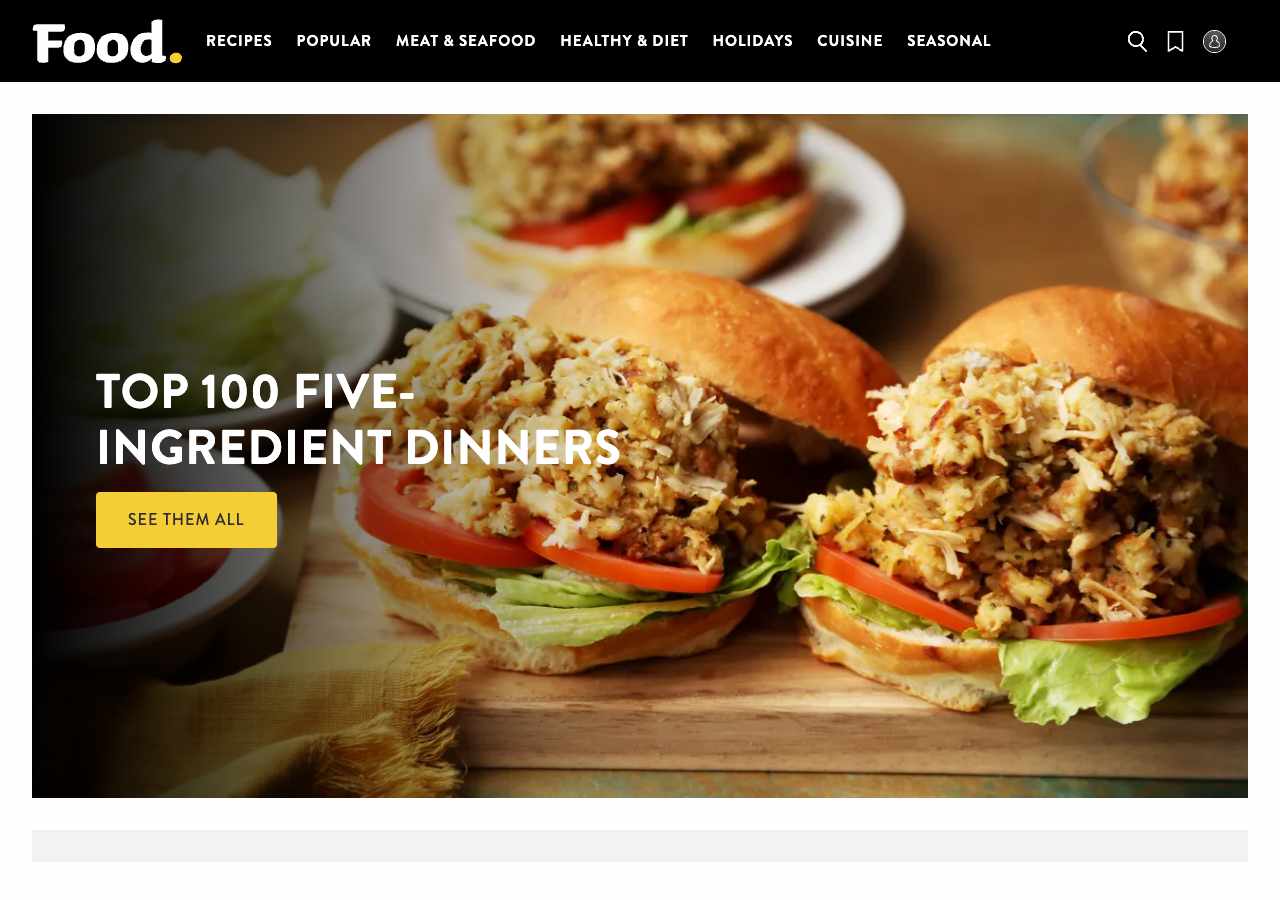 Food.
RECIPES POPULAR MEAT & SEAFOOD HEALTHY & DIET HOLIDAYS CUISINE SEASONAL
TOP 100 FIVE-
INGREDIENT DINNERS
SEE THEM ALL